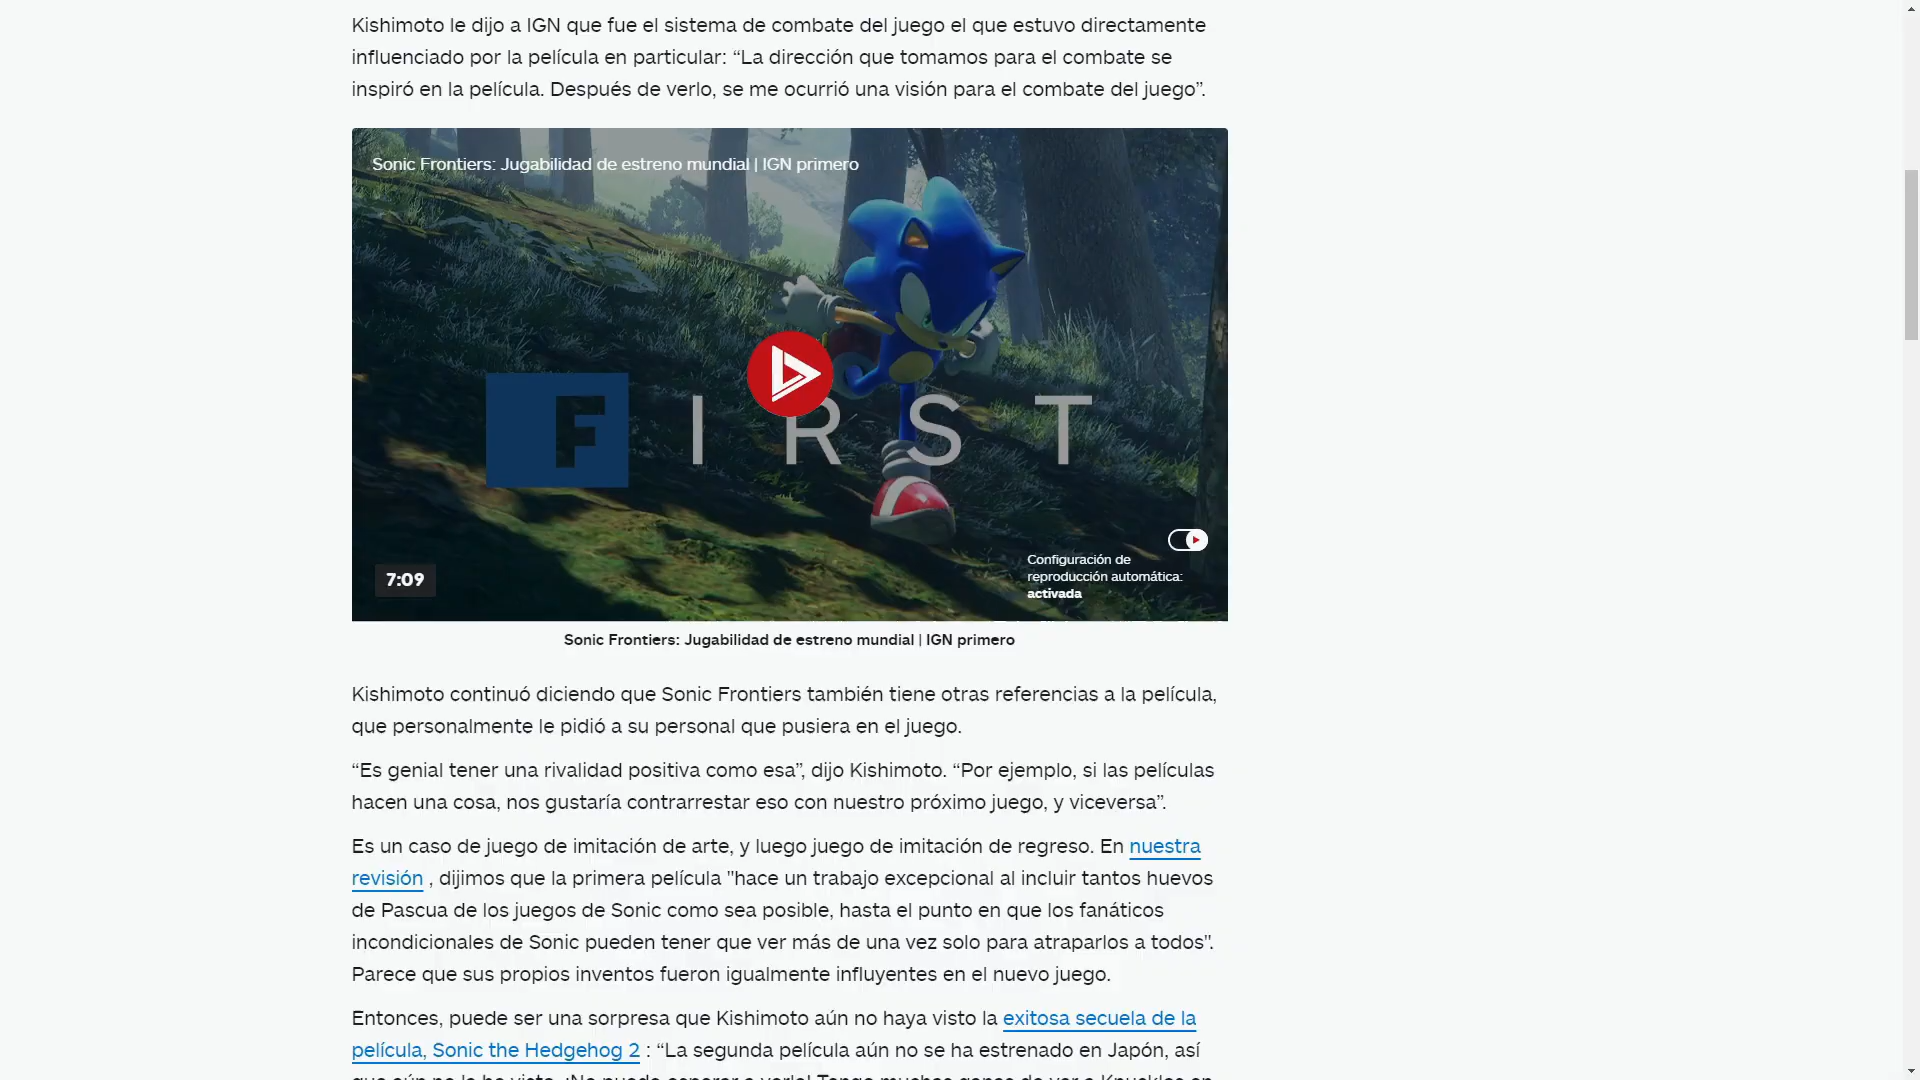 Kishimoto le dijo a IGN que fue el sistema de combate del juego el que estuvo directamente
influenciado por la película en particular: “La dirección que tomamos para el combate se
inspiró en la película. Después de verlo, se me ocurrió una visión para el combate del juego”.
Sonic Frontiers: Jugabilidad de estreno mundial | IGN primero
FIRST
Configuración de
reproducción automática:
activada
7:09
Sonic Frontiers: Jugabilidad de estreno mundial | IGN primero
Kishimoto continuó diciendo que Sonic Frontiers también tiene otras referencias a la película,
que personalmente le pidió a su personal que pusiera en el juego.
“Es genial tener una rivalidad positiva como esa”, dijo Kishimoto. “Por ejemplo, si las películas
hacen una cosa, nos gustaría contrarrestar eso con nuestro próximo juego, y viceversa”.
Es un caso de juego de imitación de arte, y luego juego de imitación de regreso. En nuestra
revisión , dijimos que la primera película "hace un trabajo excepcional al incluir tantos huevos
de Pascua de los juegos de Sonic como sea posible, hasta el punto en que los fanáticos
incondicionales de Sonic pueden tener que ver más de una vez solo para atraparlos a todos".
Parece que sus propios inventos fueron igualmente influyentes en el nuevo juego.
Entonces, puede ser una sorpresa que Kishimoto aún no haya visto la exitosa secuela de la
película, Sonic the Hedgehog 2 : “La segunda película aún no se ha estrenado en Japón, así